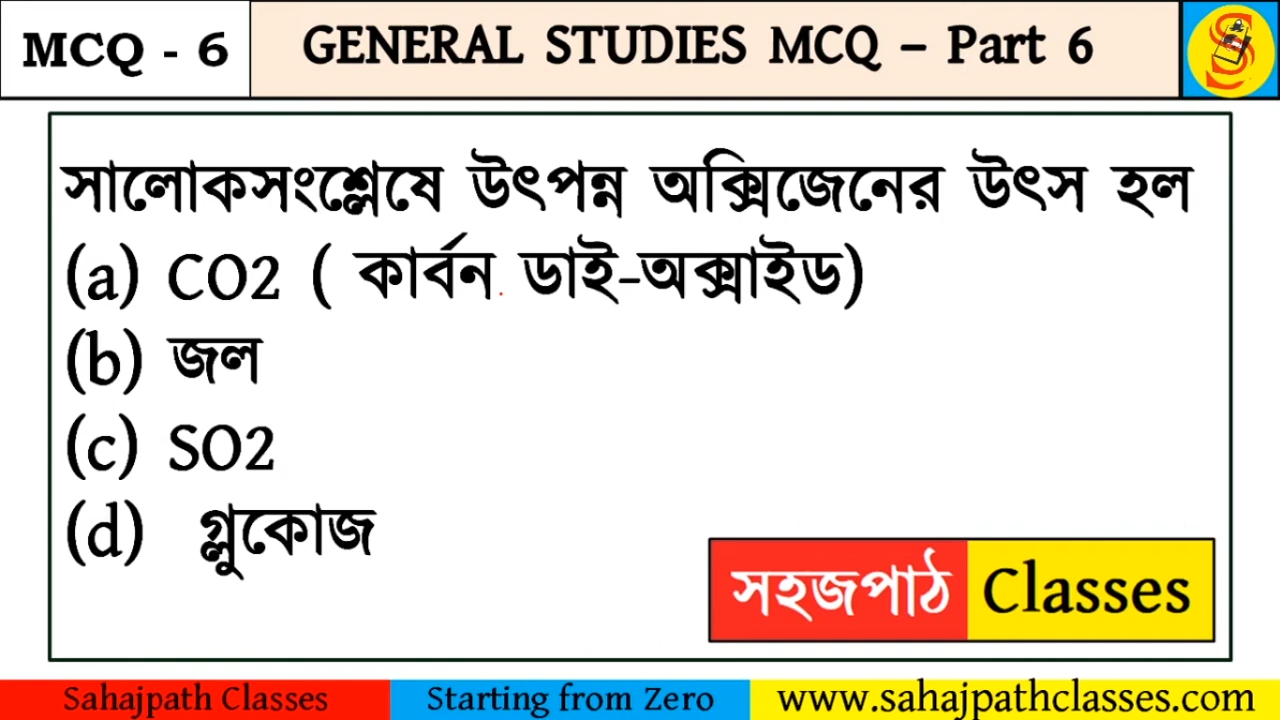 MCQ - 6
GENERAL STUDIES MCQ – Part 6
সালোকসংশ্লেষে উৎপন্ন অক্সিজেনের উৎস হল
(a) CO2 ( কার্বন ডাই-অক্সাইড)
(b) জল
(c) SO2
(d) গ্লুকোজ
সহজপাঠ Classes
Sahajpath Classes
Starting from Zero
www.sahajpathclasses.com